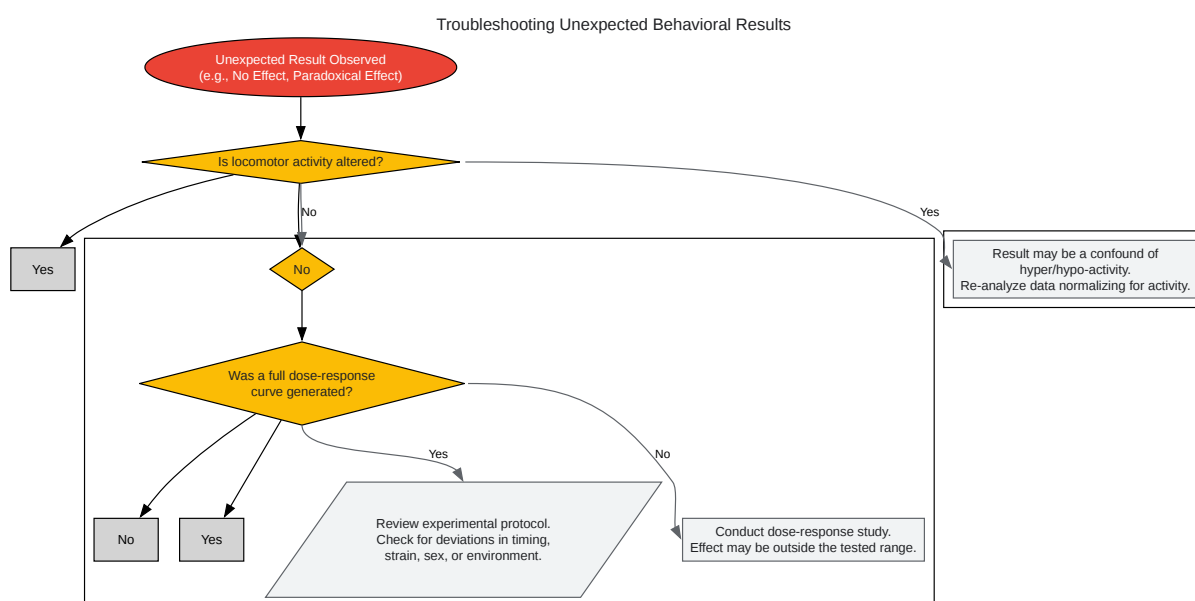 Troubleshooting Unexpected Behavioral Results
Unexpected Result Observed
(e.g., No Effect, Paradoxical Effect)
Is locomotor activity altered?
No
Yes
Yes
No
Result may be a confound of
hyper/hypo-activity.
Re-analyze data normalizing for activity.
Was a full dose-response
curve generated?
Yes
No
No
Yes
Review experimental protocol.
Check for deviations in timing,
strain, sex, or environment.
Conduct dose-response study.
Effect may be outside the tested range.